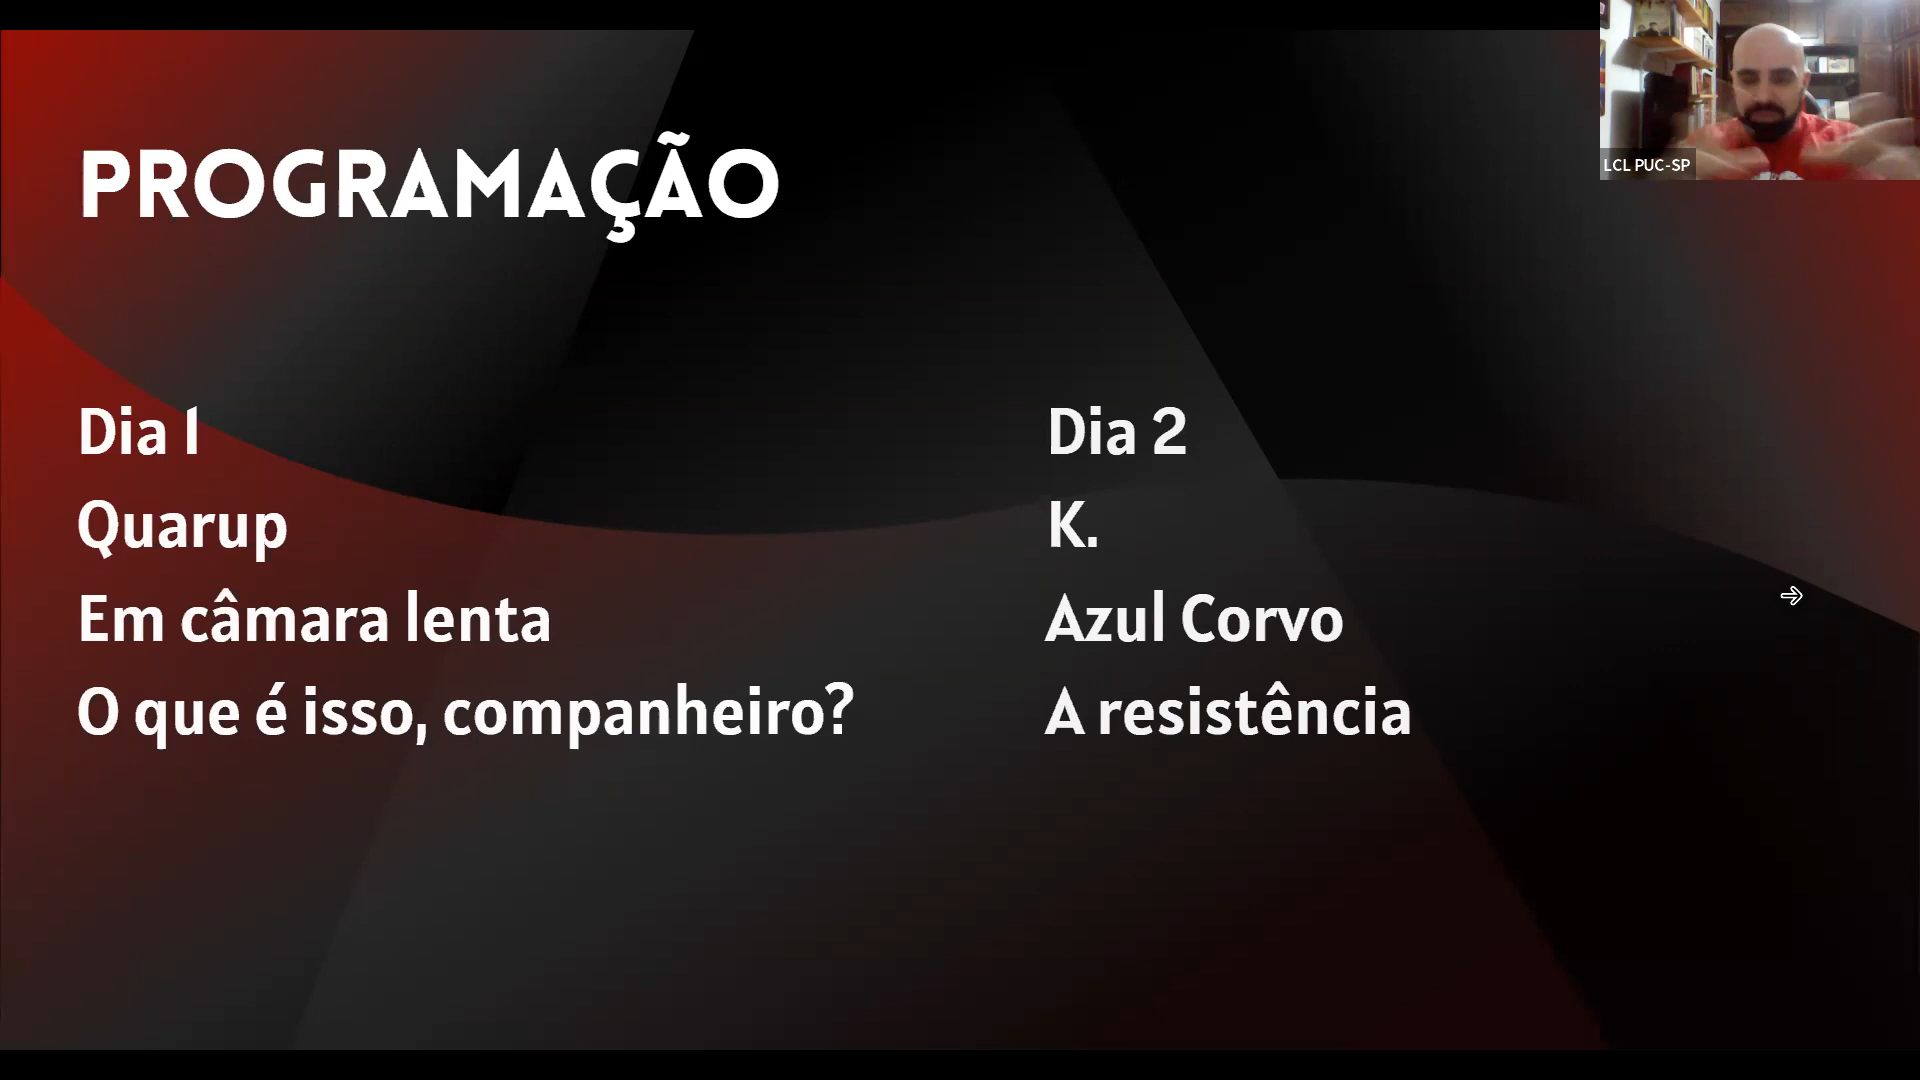 PROGRAMAÇÃO
Dia 1
Quarup
Em câmara lenta
O que é isso, companheiro?
Dia 2
K.
Azul Corvo
A resistência
LCL PUC-SP